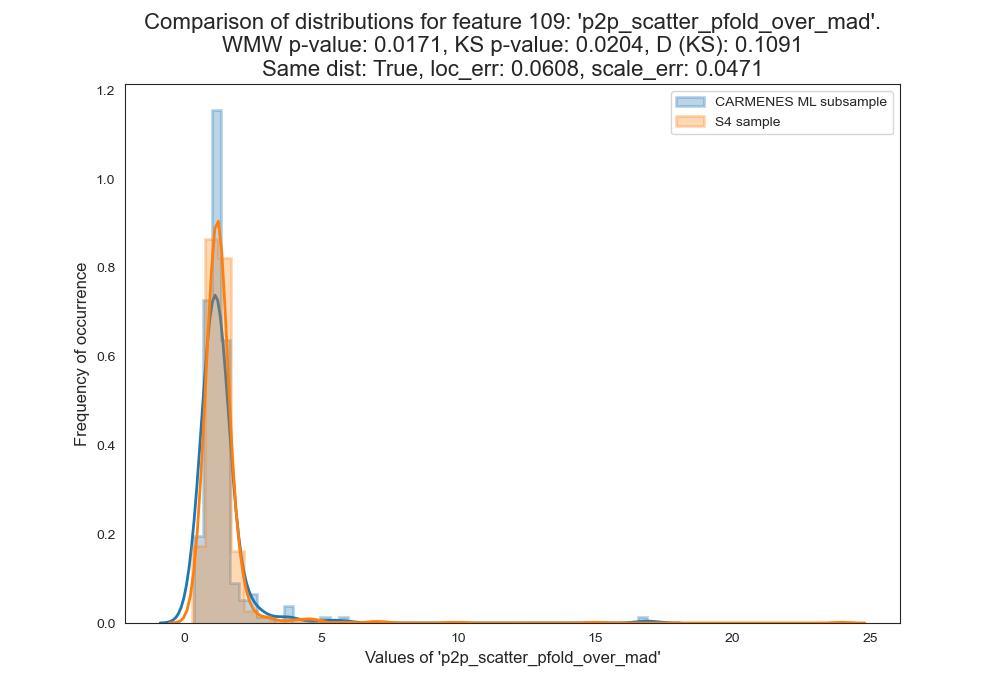 Comparison of distributions for feature 109: 'p2p_scatter_pfold_over_mad'.
WMW p-value: 0.0171, KS p-value: 0.0204, D (KS): 0.1091
Same dist: True, loc_err: 0.0608, scale_err: 0.0471
CARMENES ML subsample
S4 sample
1.2
1.0
0.8
0.6
0.4
0.2
0.0
Frequency of occurrence
0
5
10
15
20
25
Values of 'p2p_scatter_pfold_over_mad'